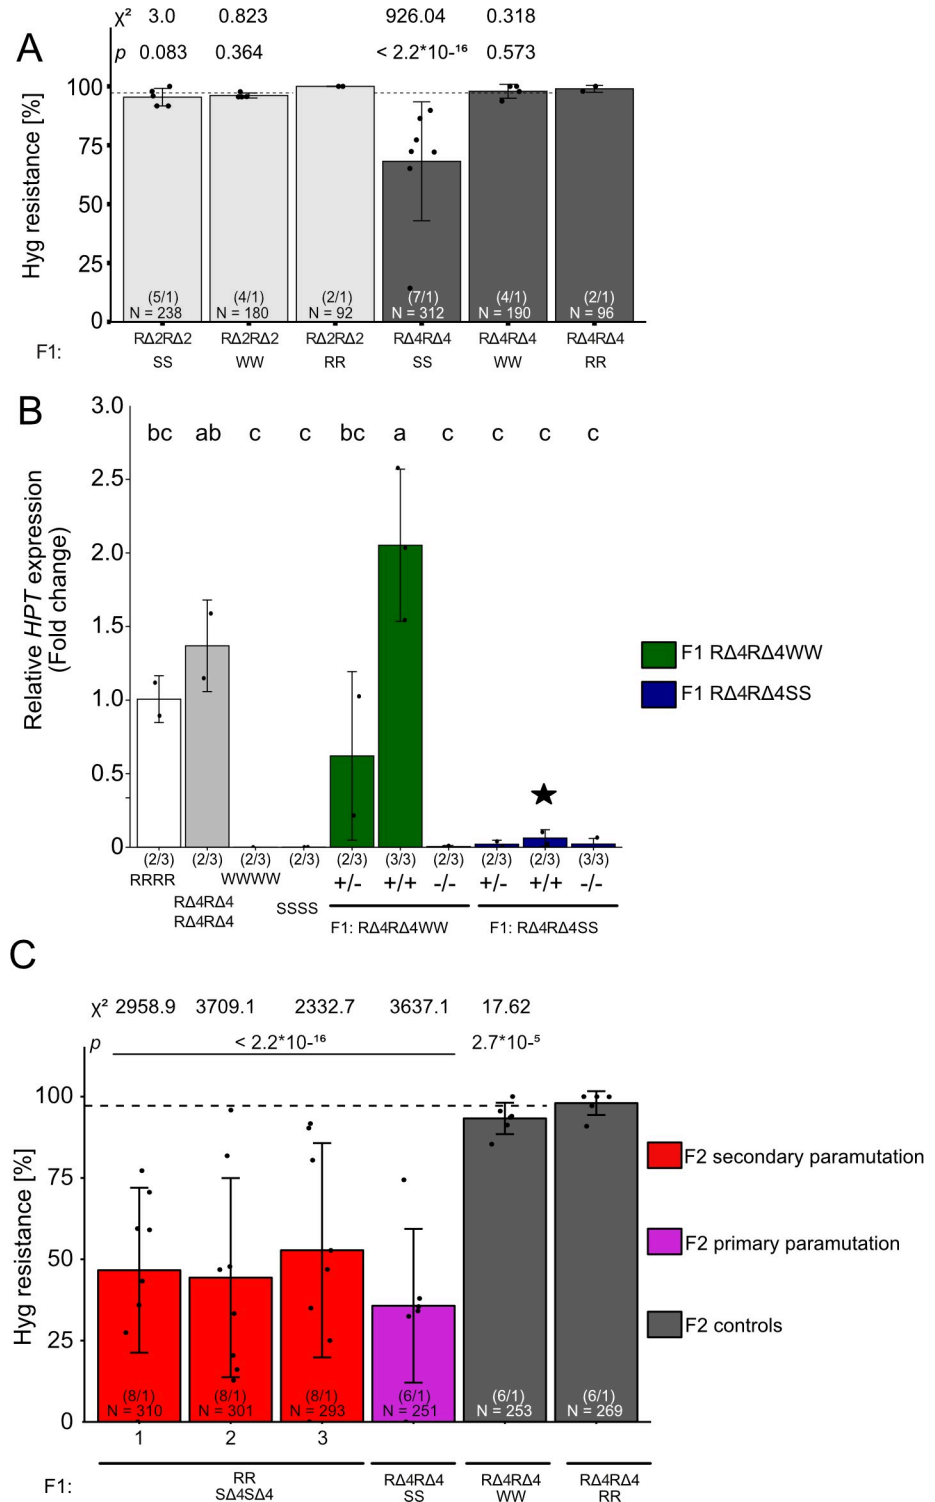 χ² 3.0 0.823 926.04 0.318
A
p 0.083 0.364 < 2.2*10-¹⁶ 0.573
Hyg resistance [%]
100
75
50
25
0
(5/1) (4/1) (2/1) (7/1) (4/1) (2/1)
N = 238 N = 180 N = 92 N = 312 N = 190 N = 96
RΔ2RΔ2 RΔ2RΔ2 RΔ2RΔ2 RΔ4RΔ4 RΔ4RΔ4 RΔ4RΔ4
F1: SS WW RR SS WW RR
B
3.0
bc ab c c bc a c c c c
Relative HPT expression
(Fold change)
2.5
2.0
1.5
1.0
0.5
0
F1 RΔ4RΔ4WW
F1 RΔ4RΔ4SS
(2/3) (2/3) (2/3) (2/3) (2/3) (3/3) (2/3) (2/3) (2/3) (3/3)
RRRR WWWW +/- +/+ -/- +/- +/+ -/-
RΔ4RΔ4
RΔ4RΔ4
SSSS
F1: RΔ4RΔ4WW F1: RΔ4RΔ4SS
C
χ² 2958.9 3709.1 2332.7 3637.1 17.62
p < 2.2*10-¹⁶ 2.7*10-⁵
Hyg resistance [%]
100
75
50
25
0
F2 secondary paramutation
F2 primary paramutation
F2 controls
(8/1) (8/1) (8/1) (6/1) (6/1) (6/1)
N = 310 N = 301 N = 293 N = 251 N = 253 N = 269
1 2 3
F1: RR RΔ4RΔ4 RΔ4RΔ4 RΔ4RΔ4
SΔ4SΔ4 SS WW RR